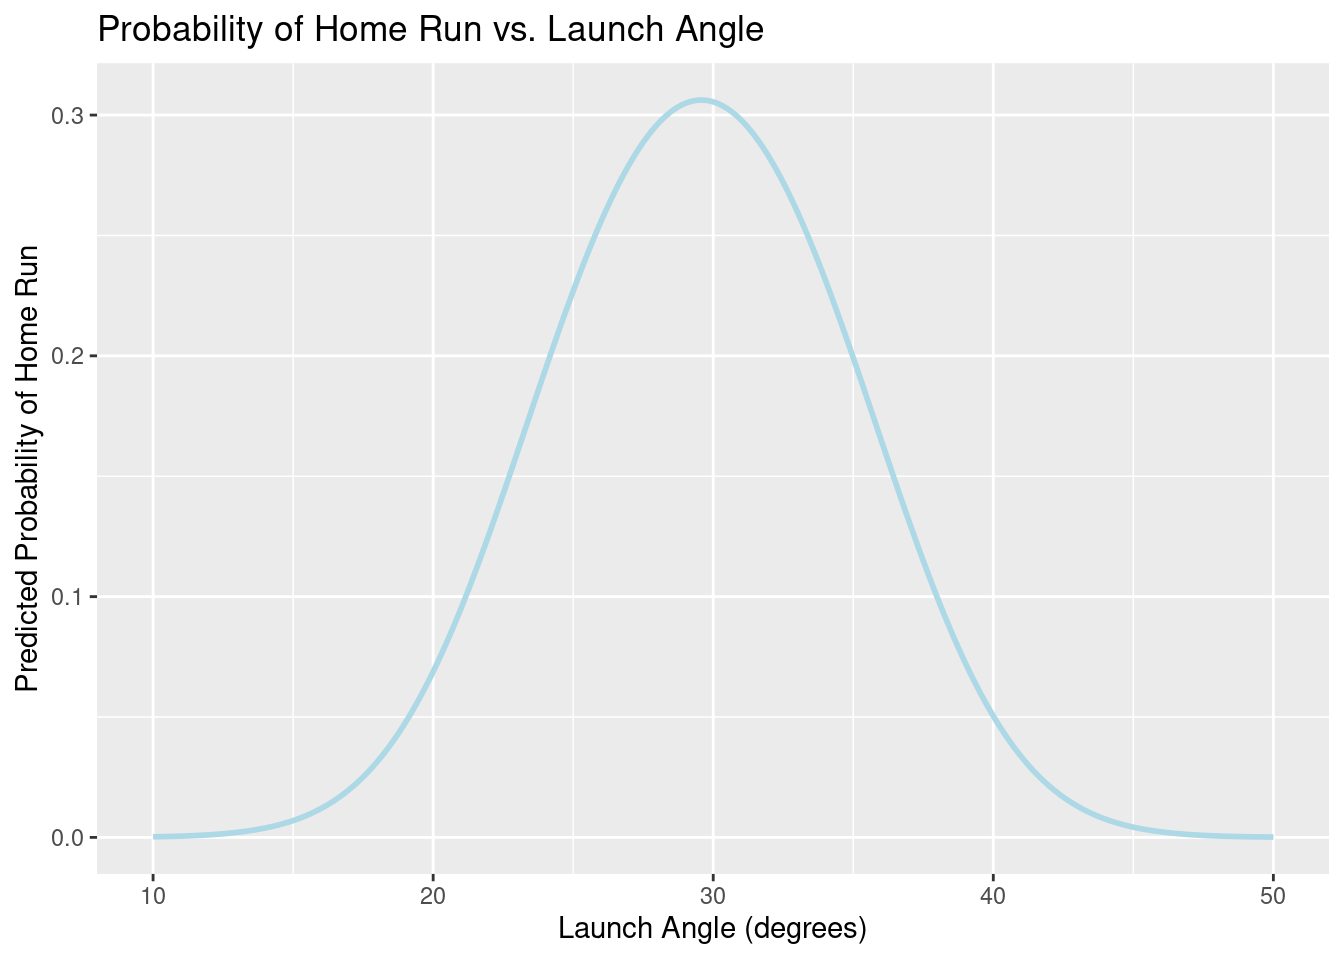 Probability of Home Run vs. Launch Angle
Predicted Probability of Home Run
0.3
0.2
0.1
0.0
10 20 30 40 50
Launch Angle (degrees)